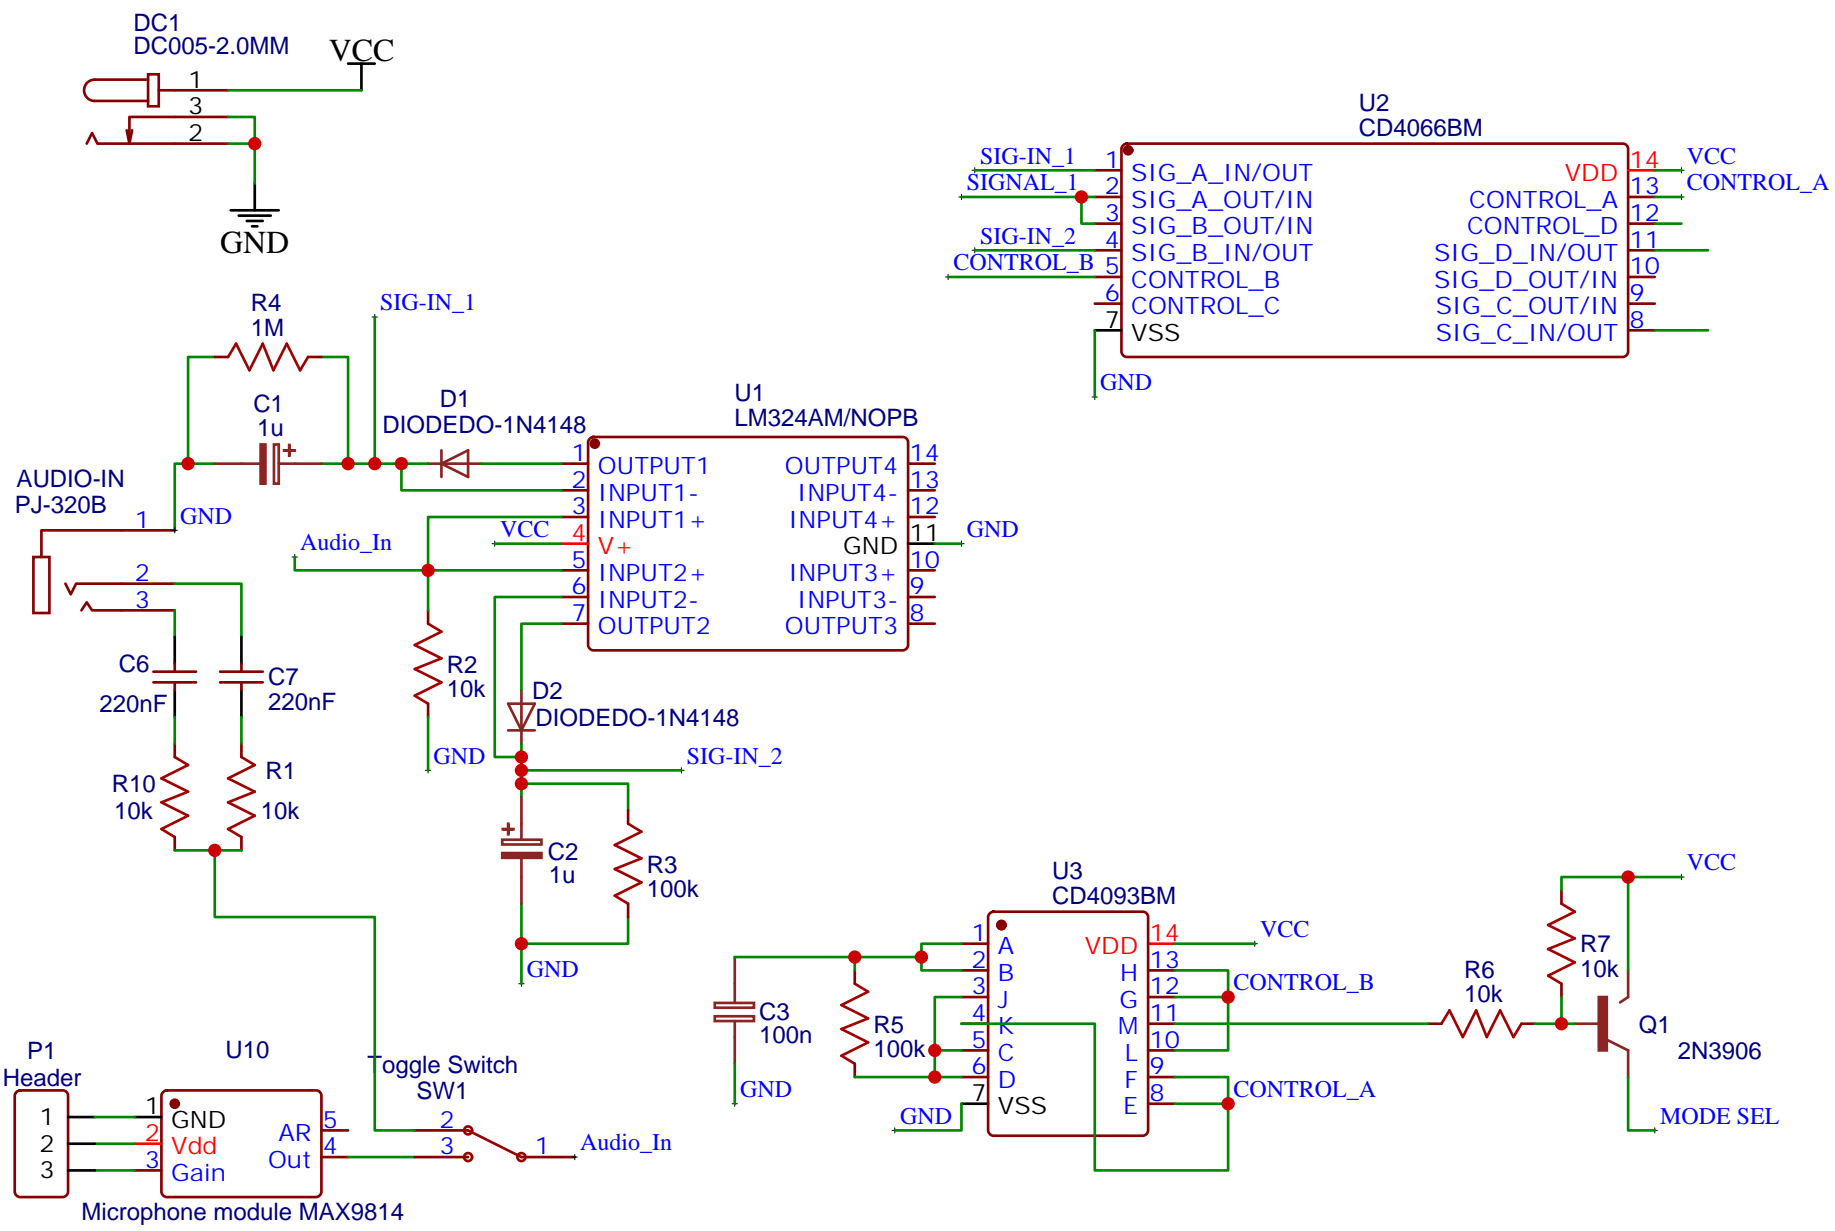 DC1
DC005-2.0MM
VCC
1
3
2
GND
U2
CD4066BM
SIG-IN_1
1
SIG_A_IN/OUT
VDD
14
VCC
SIGNAL_1
2
SIG_A_OUT/IN
CONTROL_A
13
CONTROL_A
3
SIG_B_OUT/IN
CONTROL_D
12
SIG-IN_2
4
SIG_B_IN/OUT
SIG_D_IN/OUT
11
CONTROL_B
5
CONTROL_B
SIG_D_OUT/IN
10
6
CONTROL_C
SIG_C_OUT/IN
9
7
VSS
SIG_C_IN/OUT
8
GND
R4
1M
SIG-IN_1
C1
1u
+
D1
DIODEDO-1N4148
U1
LM324AM/NOPB
1
OUTPUT1
OUTPUT4
14
2
INPUT1-
INPUT4-
13
3
INPUT1+
INPUT4+
12
VCC
4
V+
GND
11
GND
Audio_In
5
INPUT2+
INPUT3+
10
6
INPUT2-
INPUT3-
9
7
OUTPUT2
OUTPUT3
8
AUDIO-IN
PJ-320B
1
GND
2
3
C6
220nF
C7
220nF
R10
10k
R1
10k
R2
10k
GND
D2
DIODEDO-1N4148
SIG-IN_2
+
C2
1u
R3
100k
GND
U3
CD4093BM
1
A
VDD
14
VCC
2
B
H
13
3
J
G
12
CONTROL_B
4
K
M
11
5
C
L
10
6
D
F
9
7
VSS
E
8
CONTROL_A
GND
C3
100n
GND
R5
100k
VCC
R7
10k
R6
10k
Q1
2N3906
MODE SEL
P1
Header
1
2
3
U10
1
GND
2
Vdd
3
Gain
AR
5
Out
4
Microphone module MAX9814
Toggle Switch
SW1
2
3
1
Audio_In